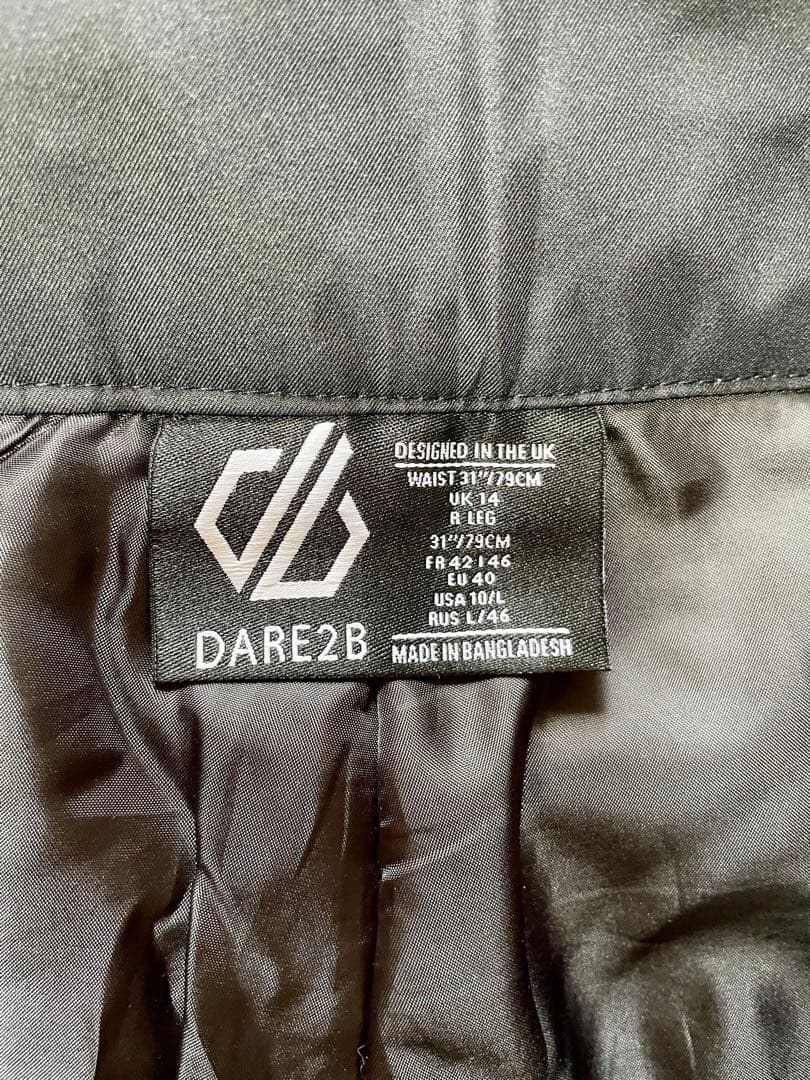 DARE2B
DESIGNED IN THE UK
WAIST 31"/79CM
UK 14
R LEG
31"/79CM
FR 42 I 46
EU 40
USA 10/L
RUS L/46
MADE IN BANGLADESH